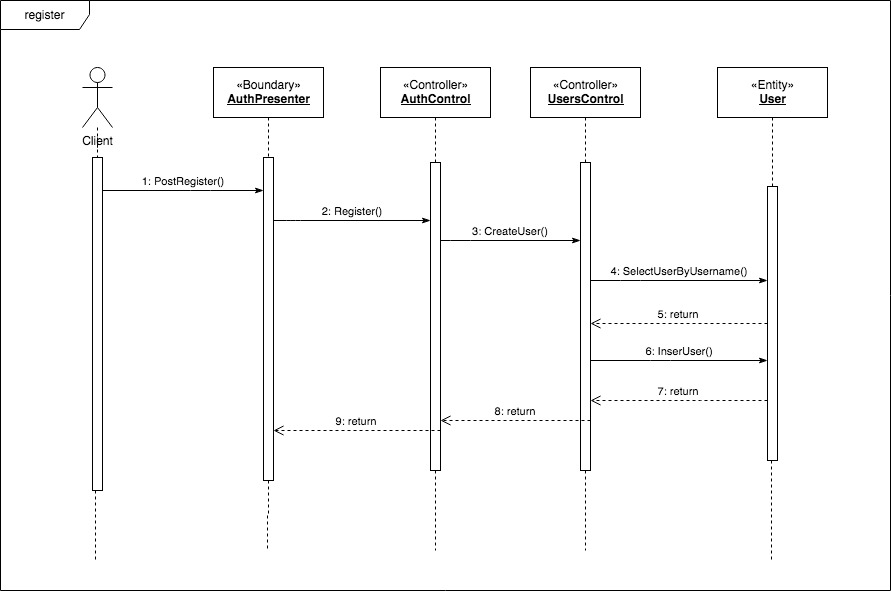 register
«Boundary»
AuthPresenter
«Controller»
AuthControl
«Controller»
UsersControl
«Entity»
User
Client
1: PostRegister()
2: Register()
3: CreateUser()
4: SelectUserByUsername()
5: return
6: InserUser()
7: return
8: return
9: return